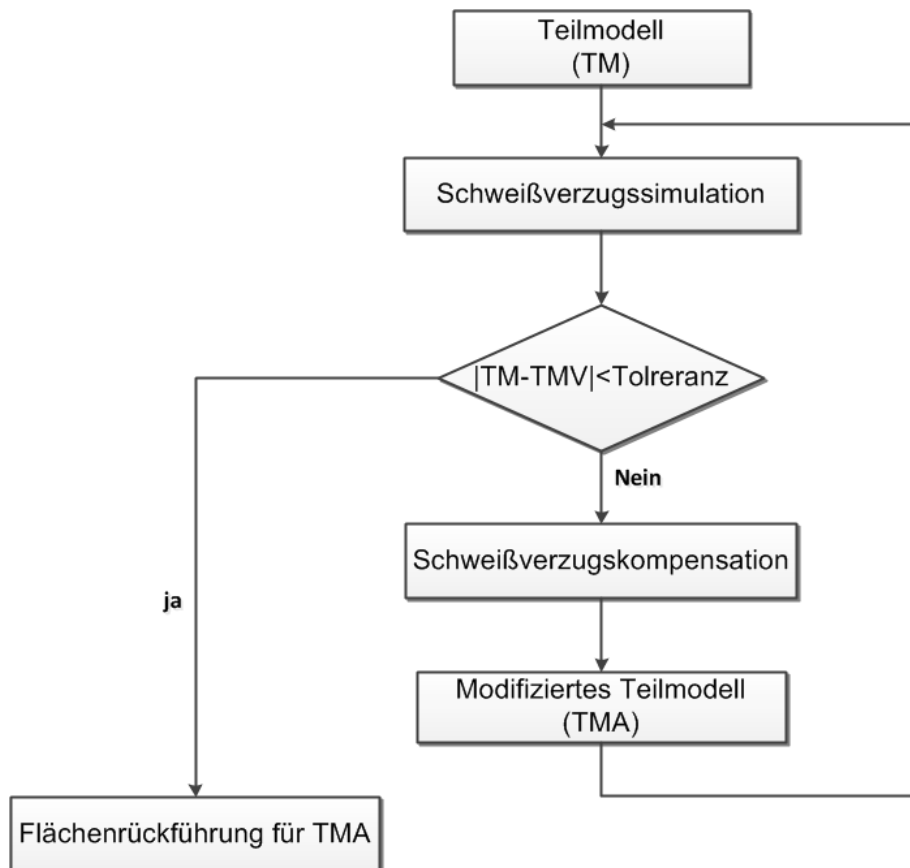 Teilmodell
(TM)
Schweißverzugssimulation
|TM-TMV|<Tolreranz
Nein
Schweißverzugskompensation
ja
Modifiziertes Teilmodell
(TMA)
Flächenrückführung für TMA